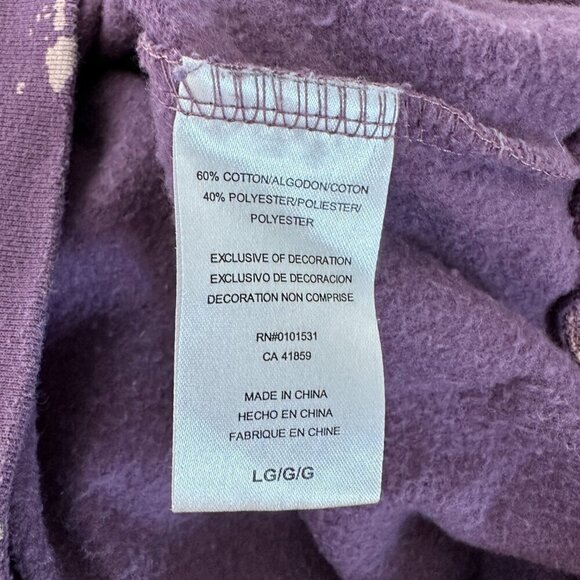 60% COTTON/ALGODON/COTON
40% POLYESTER/POLIESTER/
POLYESTER
EXCLUSIVE OF DECORATION
EXCLUSIVO DE DECORACION
DECORATION NON COMPRISE
RN#0101531
CA 41859
MADE IN CHINA
HECHO EN CHINA
FABRIQUE EN CHINE
LG/G/G